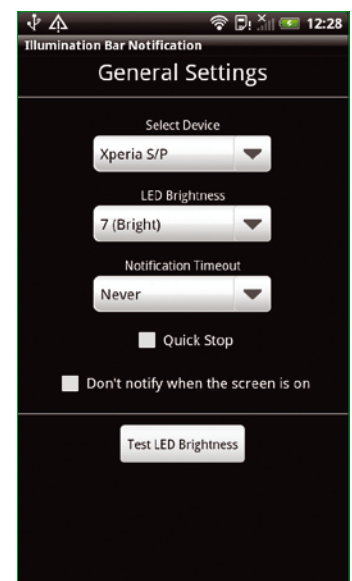 12:28
Illumination Bar Notification
General Settings
Select Device
Xperia S/P
LED Brightness
7 (Bright)
Notification Timeout
Never
Quick Stop
Don't notify when the screen is on
Test LED Brightness